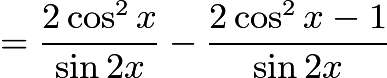 = \frac{2\cos^2 x}{\sin 2x} - \frac{2\cos^2 x - 1}{\sin 2x}